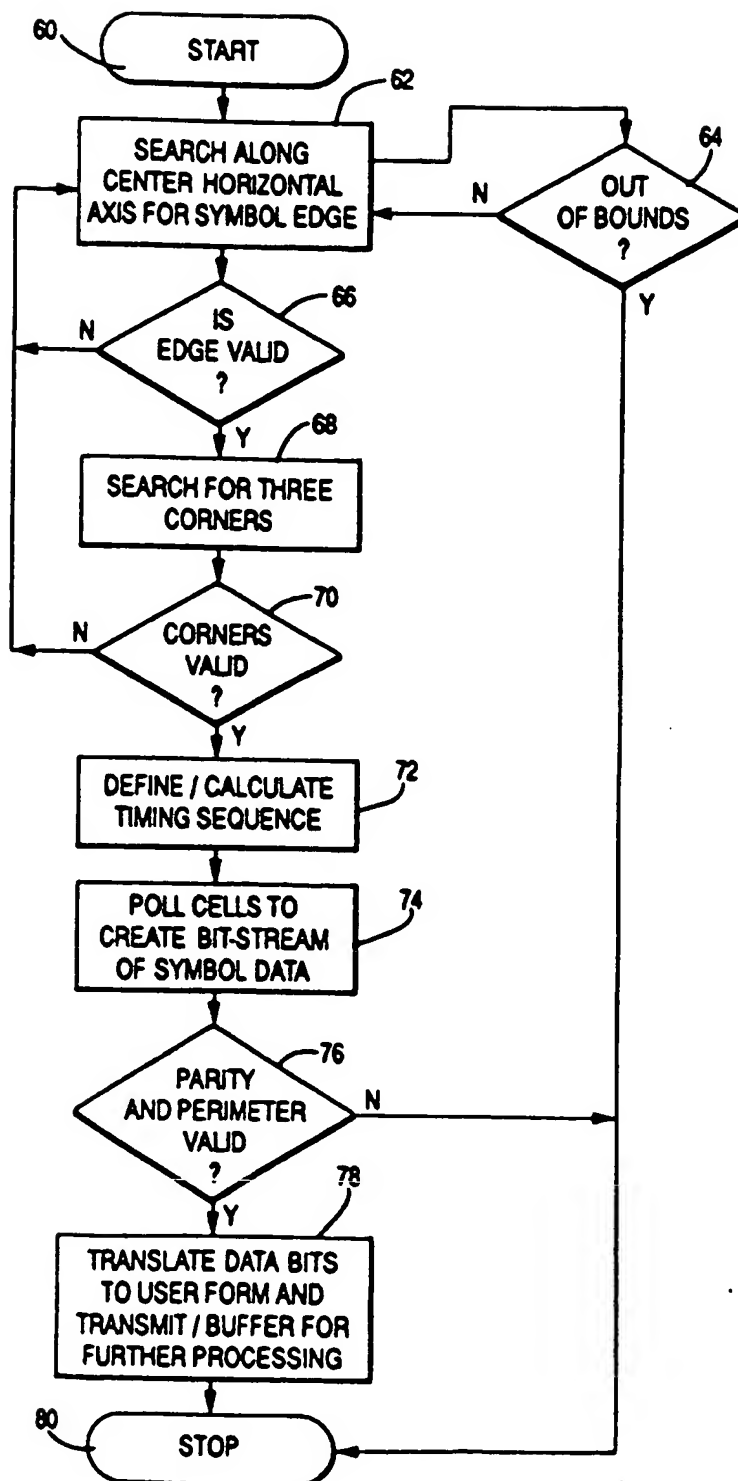 60
START
62
SEARCH ALONG
CENTER HORIZONTAL
AXIS FOR SYMBOL EDGE
64
OUT
OF BOUNDS
?
N
Y
66
IS
EDGE VALID
?
N
Y
68
SEARCH FOR THREE
CORNERS
70
CORNERS
VALID
?
N
Y
72
DEFINE / CALCULATE
TIMING SEQUENCE
74
POLL CELLS TO
CREATE BIT-STREAM
OF SYMBOL DATA
76
PARITY
AND PERIMETER
VALID
?
N
Y
78
TRANSLATE DATA BITS
TO USER FORM AND
TRANSMIT / BUFFER FOR
FURTHER PROCESSING
80
STOP